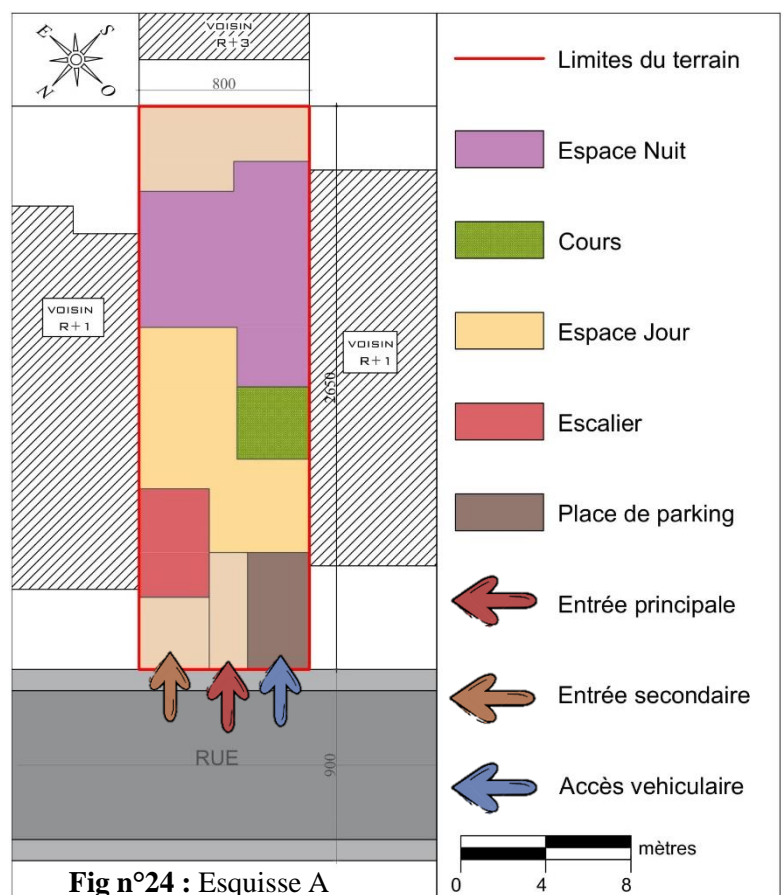 E
S
N
O
VOISIN
R+3
800
VOISIN
R+1
VOISIN
R+1
2650
RUE
900
Fig n°24 : Esquisse A
Limites du terrain
Espace Nuit
Cours
Espace Jour
Escalier
Place de parking
Entrée principale
Entrée secondaire
Accès vehiculaire
mètres
0 4 8